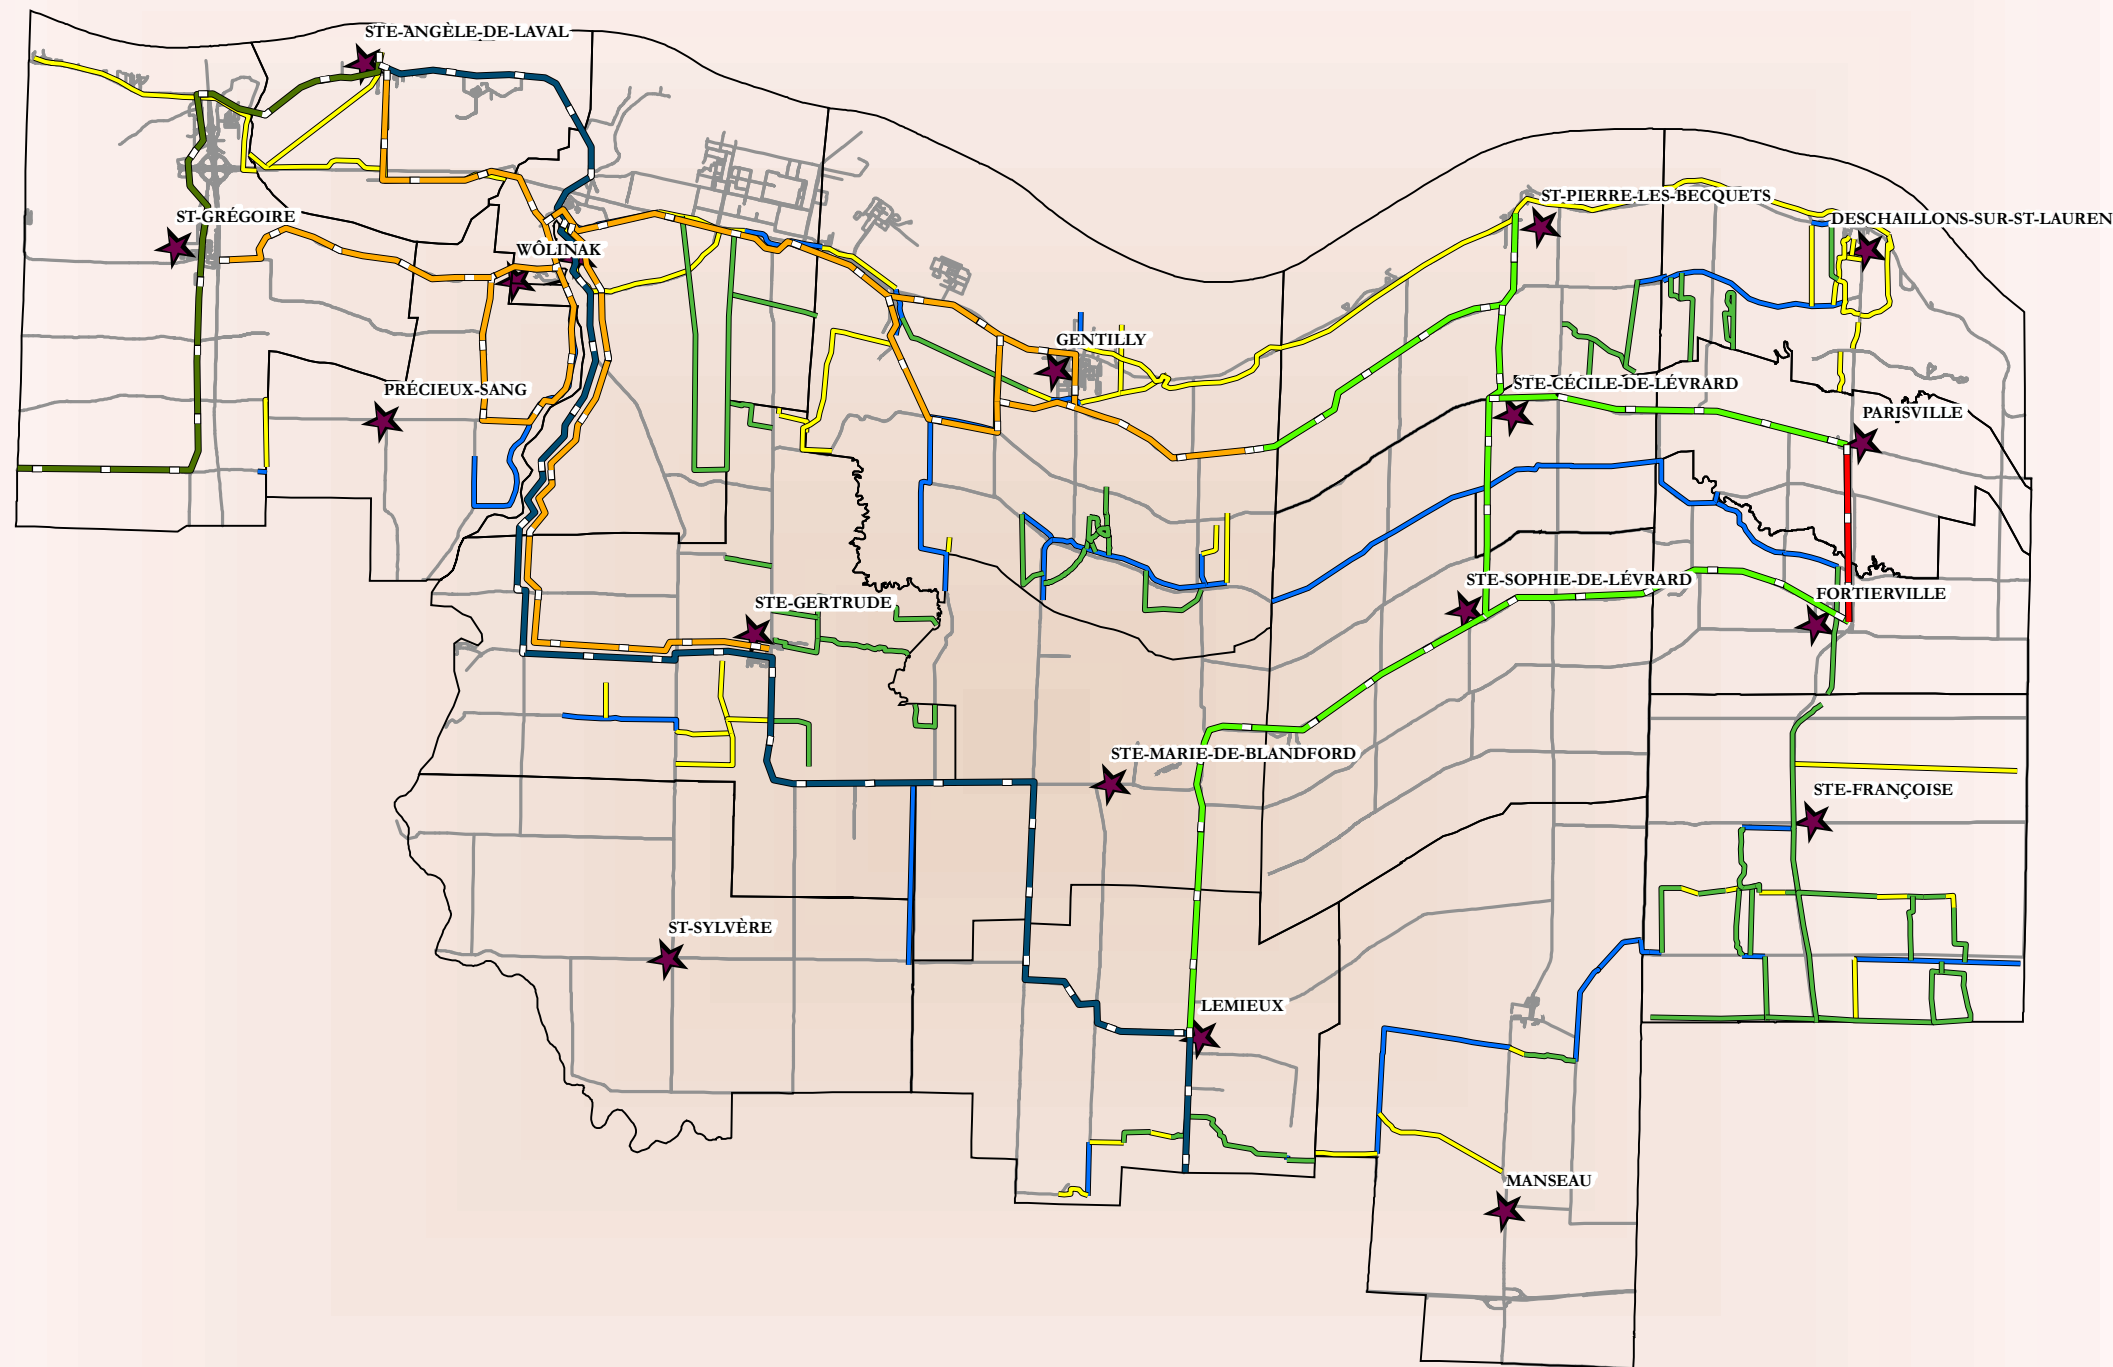 STE-ANGÈLE-DE-LAVAL
ST-PIERRE-LES-BECQUETS
ST-GRÉGOIRE
DESCHAILLONS-SUR-ST-LAUREN
WÔLINAK
GENTILLY
PRÉCIEUX-SANG
STE-CÉCILE-DE-LÉVRARD
PARISVILLE
STE-SOPHIE-DE-LÉVRARD
FORTIERVILLE
STE-GERTRUDE
STE-MARIE-DE-BLANDFORD
STE-FRANÇOISE
ST-SYLVÈRE
LEMIEUX
MANSEAU